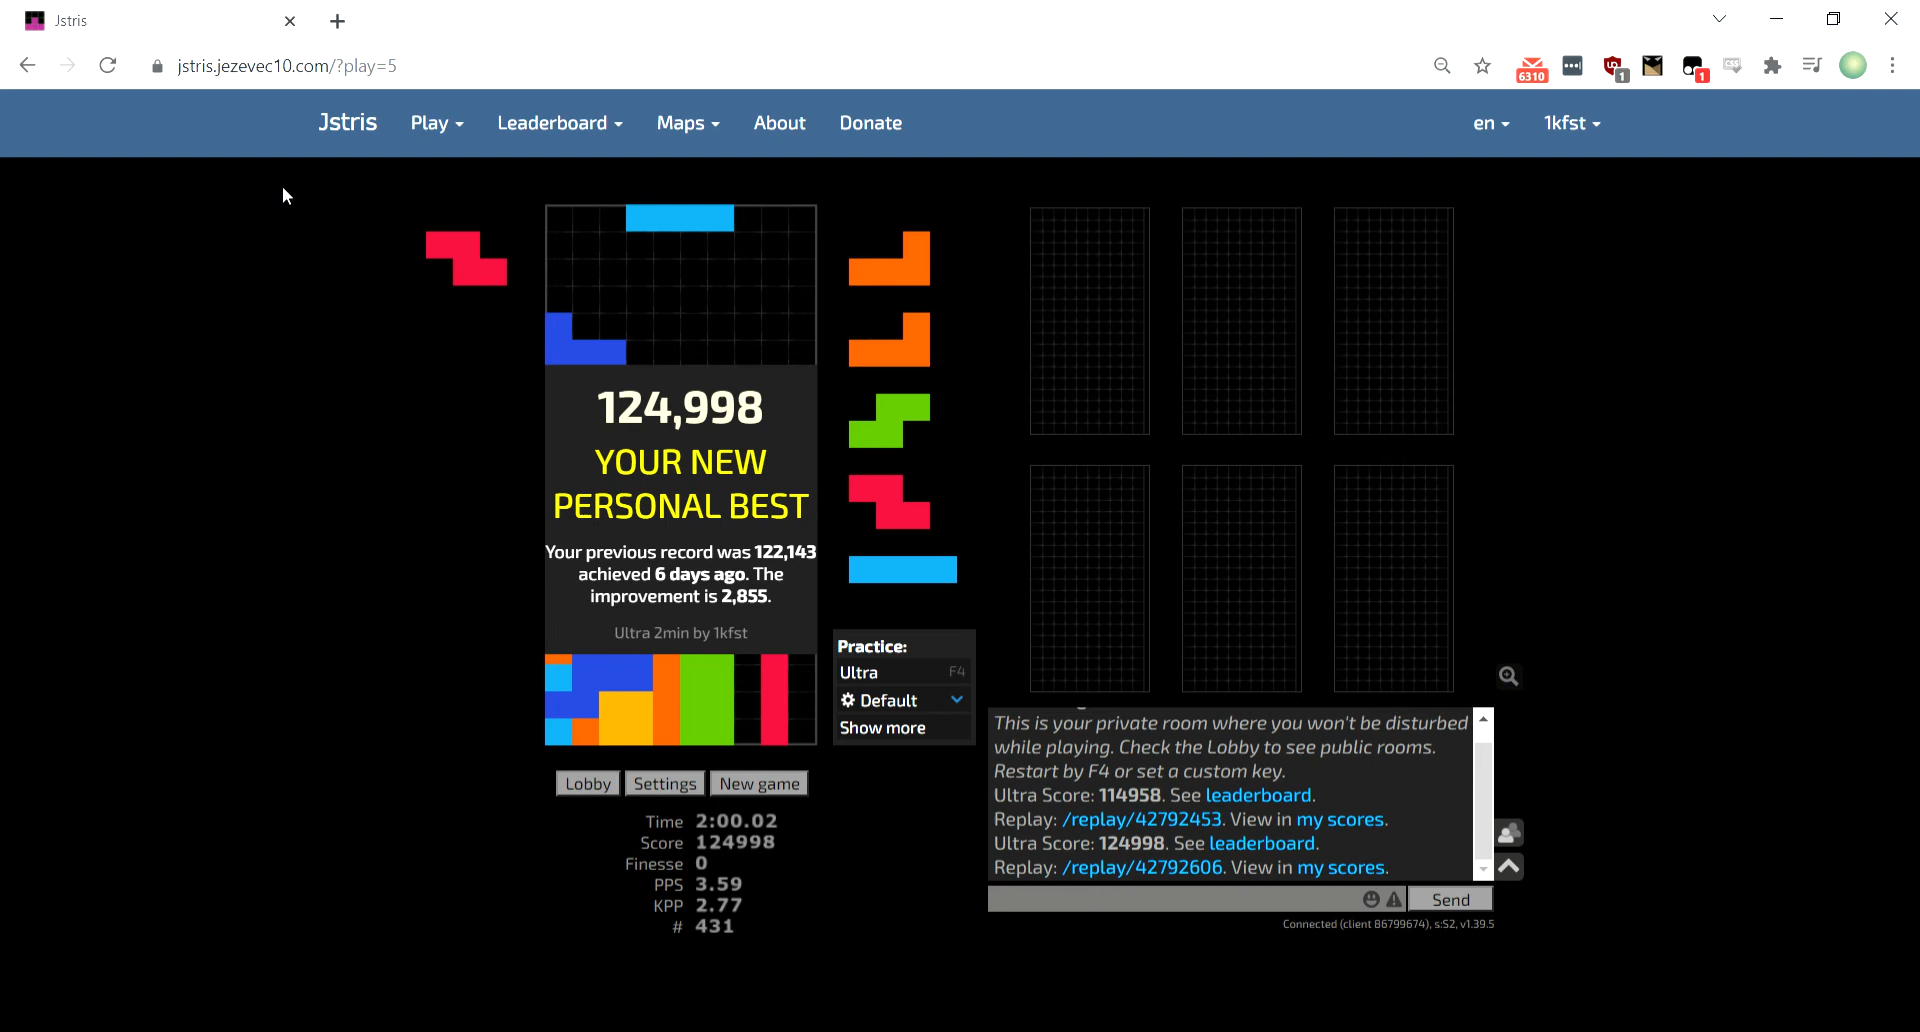 Jstris
jstris.jezevec10.com/?play=5
6310
1
1
Jstris Play Leaderboard Maps About Donate en 1kfst
124,998
YOUR NEW
PERSONAL BEST
Your previous record was 122,143
achieved 6 days ago. The
improvement is 2,855.
Ultra 2min by 1kfst
Practice:
Ultra F4
Default
Show more
Lobby Settings New game
Time 2:00.02
Score 124998
Finesse 0
PPS 3.59
KPP 2.77
# 431
This is your private room where you won't be disturbed
while playing. Check the Lobby to see public rooms.
Restart by F4 or set a custom key.
Ultra Score: 114958. See leaderboard.
Replay: /replay/42792453. View in my scores.
Ultra Score: 124998. See leaderboard.
Replay: /replay/42792606. View in my scores.
Send
Connected (client 86799674), s:S2, v1.39.5